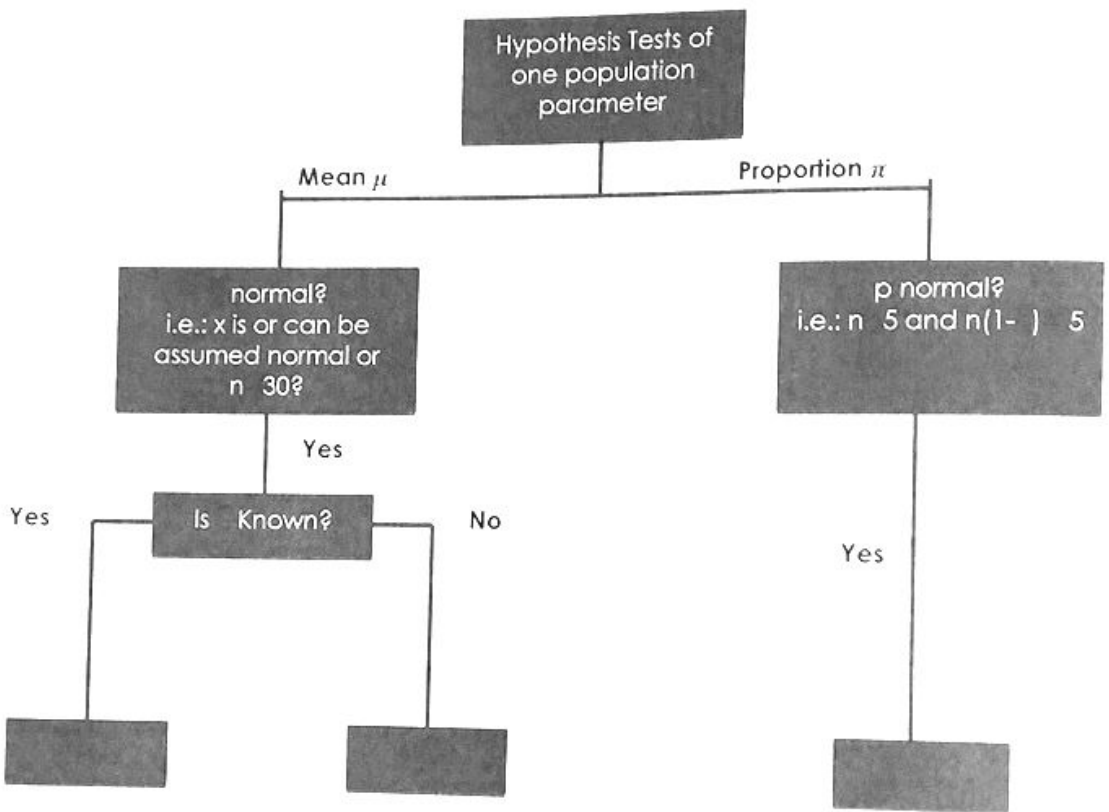 Hypothesis Tests of
one population
parameter
Mean μ
Proportion π
normal?
i.e.: x is or can be
assumed normal or
n 30?
p normal?
i.e.: n 5 and n(1- ) 5
Yes
Is Known?
Yes
No
Yes